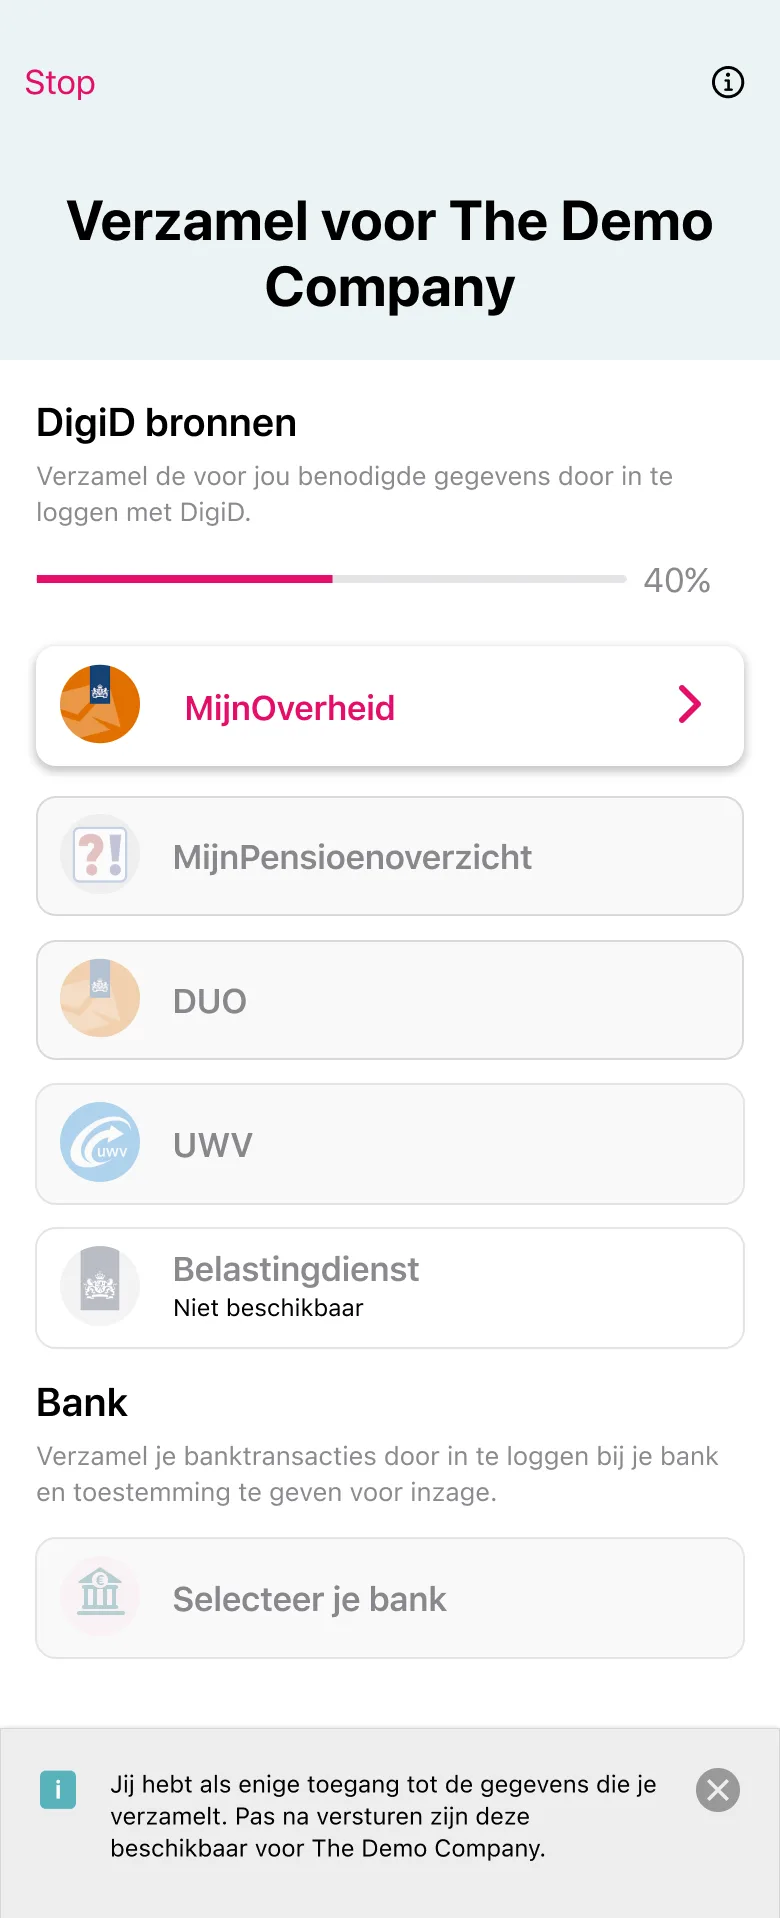 Stop
Verzamel voor The Demo
Company
DigiD bronnen
Verzamel de voor jou benodigde gegevens door in te
loggen met DigiD.
40%
MijnOverheid
?!
MijnPensioenoverzicht
DUO
uwv
UWV
Belastingdienst
Niet beschikbaar
Bank
Verzamel je banktransacties door in te loggen bij je bank
en toestemming te geven voor inzage.
€
Selecteer je bank
i
Jij hebt als enige toegang tot de gegevens die je
verzamelt. Pas na versturen zijn deze
beschikbaar voor The Demo Company.